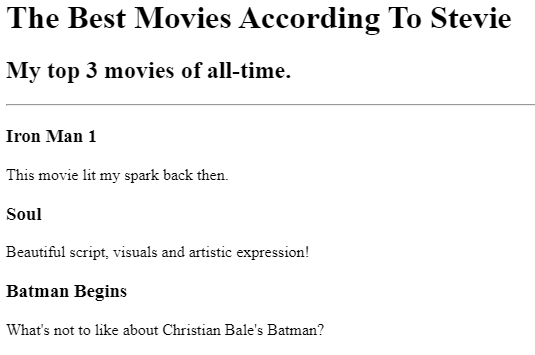 The Best Movies According To Stevie
My top 3 movies of all-time.
Iron Man 1
This movie lit my spark back then.
Soul
Beautiful script, visuals and artistic expression!
Batman Begins
What's not to like about Christian Bale's Batman?